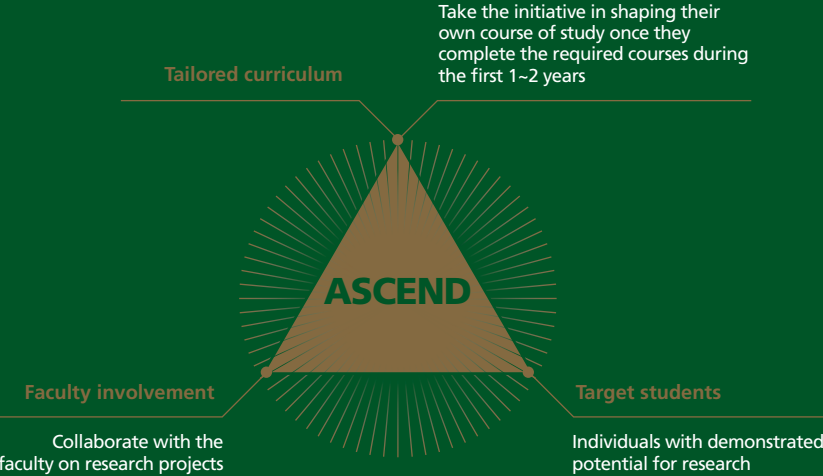 Take the initiative in shaping their
own course of study once they
complete the required courses during
the first 1~2 years
Tailored curriculum
ASCEND
Faculty involvement
Collaborate with the
faculty on research projects
Target students
Individuals with demonstrated
potential for research